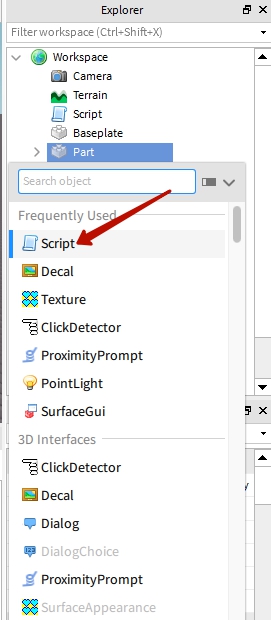 Explorer
Filter workspace (Ctrl+Shift+X)
Workspace
Camera
Terrain
Script
Baseplate
Part
Search object
Frequently Used
Script
Decal
Texture
ClickDetector
ProximityPrompt
PointLight
SurfaceGui
3D Interfaces
ClickDetector
Decal
Dialog
DialogChoice
ProximityPrompt
SurfaceAppearance